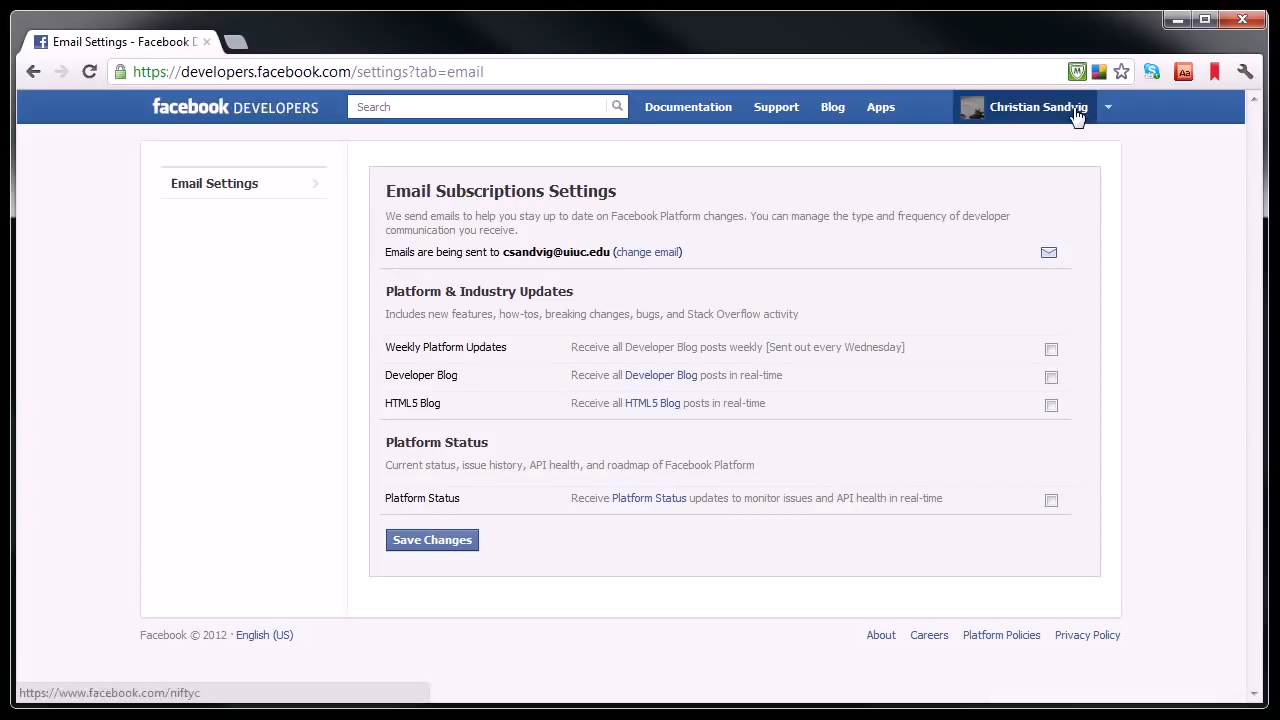 Email Settings - Facebook D
https://developers.facebook.com/settings?tab=email
facebook DEVELOPERS
Search
Documentation
Support
Blog
Apps
Christian Sandvig
Email Settings
Email Subscriptions Settings
We send emails to help you stay up to date on Facebook Platform changes. You can manage the type and frequency of developer
communication you receive.
Emails are being sent to csandvig@uiuc.edu (change email)
Platform & Industry Updates
Includes new features, how-tos, breaking changes, bugs, and Stack Overflow activity
Weekly Platform Updates Receive all Developer Blog posts weekly [Sent out every Wednesday]
Developer Blog Receive all Developer Blog posts in real-time
HTML5 Blog Receive all HTML5 Blog posts in real-time
Platform Status
Current status, issue history, API health, and roadmap of Facebook Platform
Platform Status Receive Platform Status updates to monitor issues and API health in real-time
Save Changes
Facebook © 2012 · English (US)
About Careers Platform Policies Privacy Policy
https://www.facebook.com/niftyc